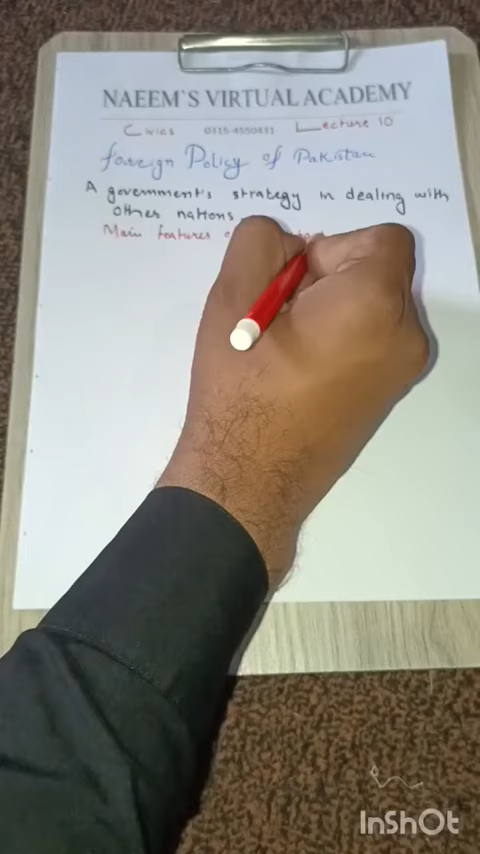 NAEEM`S VIRTUAL ACADEMY
Civics 0315-4550431 Lecture 10
foreign Policy of Pakistan
A government's strategy in dealing with
other nations.
Main features
InShOt